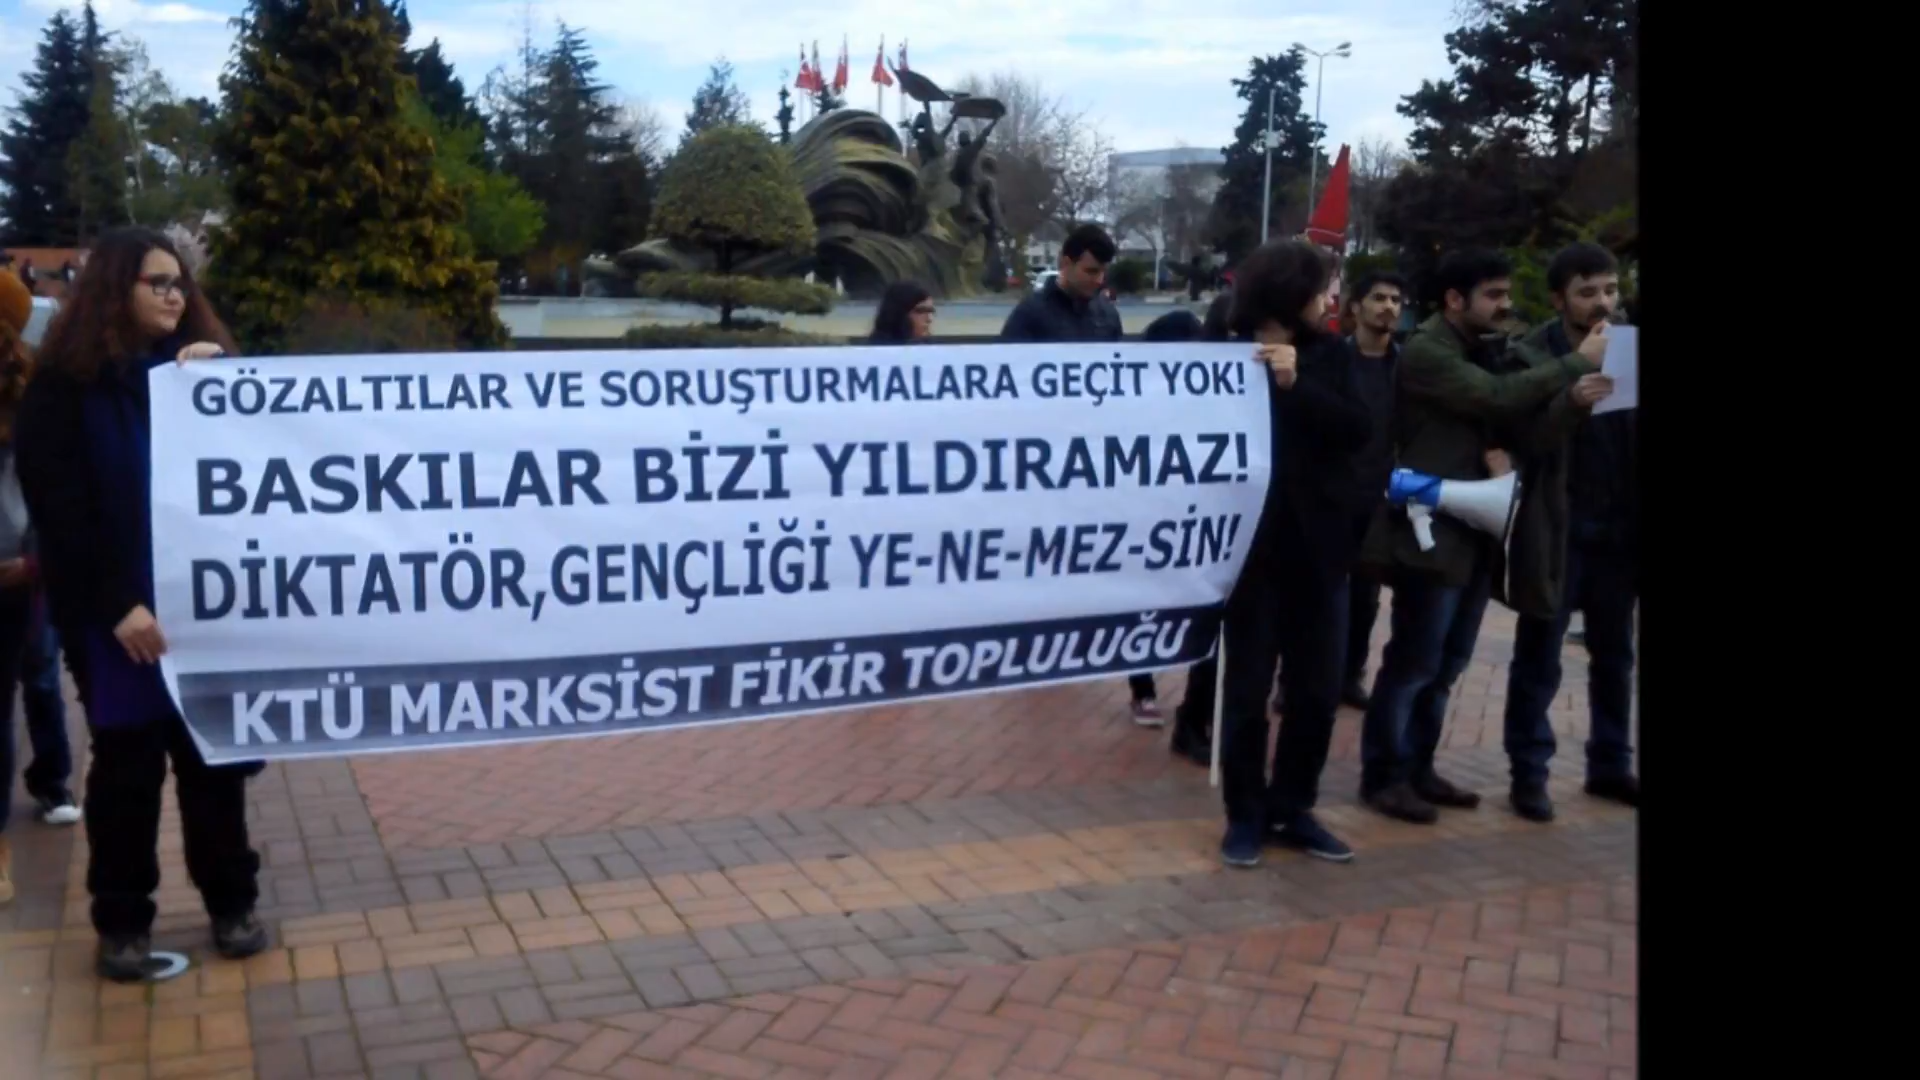 GÖZALTILAR VE SORUŞTURMALARA GEÇİT YOK!
BASKILAR BİZİ YILDIRAMAZ!
DİKTATÖR,GENÇLİĞİ YE-NE-MEZ-SİN!
KTÜ MARKSİST FİKİR TOPLULUĞU